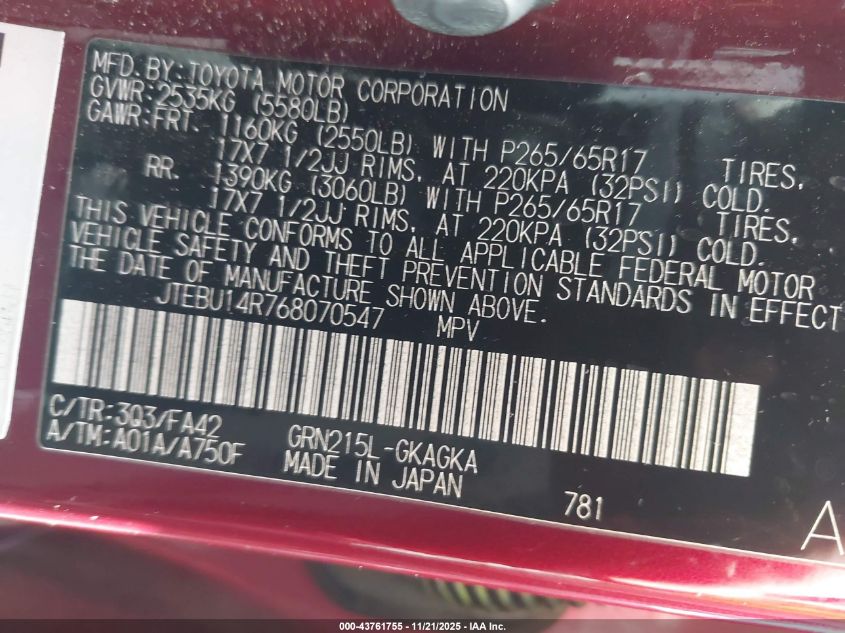 MFD. BY: TOYOTA MOTOR CORPORATION
GVWR: 2535KG (5580LB)
GAWR: FRT. 1160KG (2550LB) WITH P265/65R17 TIRES,
17X7 1/2JJ RIMS, AT 220KPA (32PSI) COLD.
RR. 1390KG (3060LB) WITH P265/65R17 TIRES,
17X7 1/2JJ RIMS, AT 220KPA (32PSI) COLD.
THIS VEHICLE CONFORMS TO ALL APPLICABLE FEDERAL MOTOR
VEHICLE SAFETY AND THEFT PREVENTION STANDARDS IN EFFECT
THE DATE OF MANUFACTURE SHOWN ABOVE.
JTEBU14R768070547 MPV
C/TR: 3Q3/FA42
A/TM: A01A/A750F
GRN215L-GKAGKA
MADE IN JAPAN
781
A
000-43761755 - 11/21/2025 - IAA Inc.